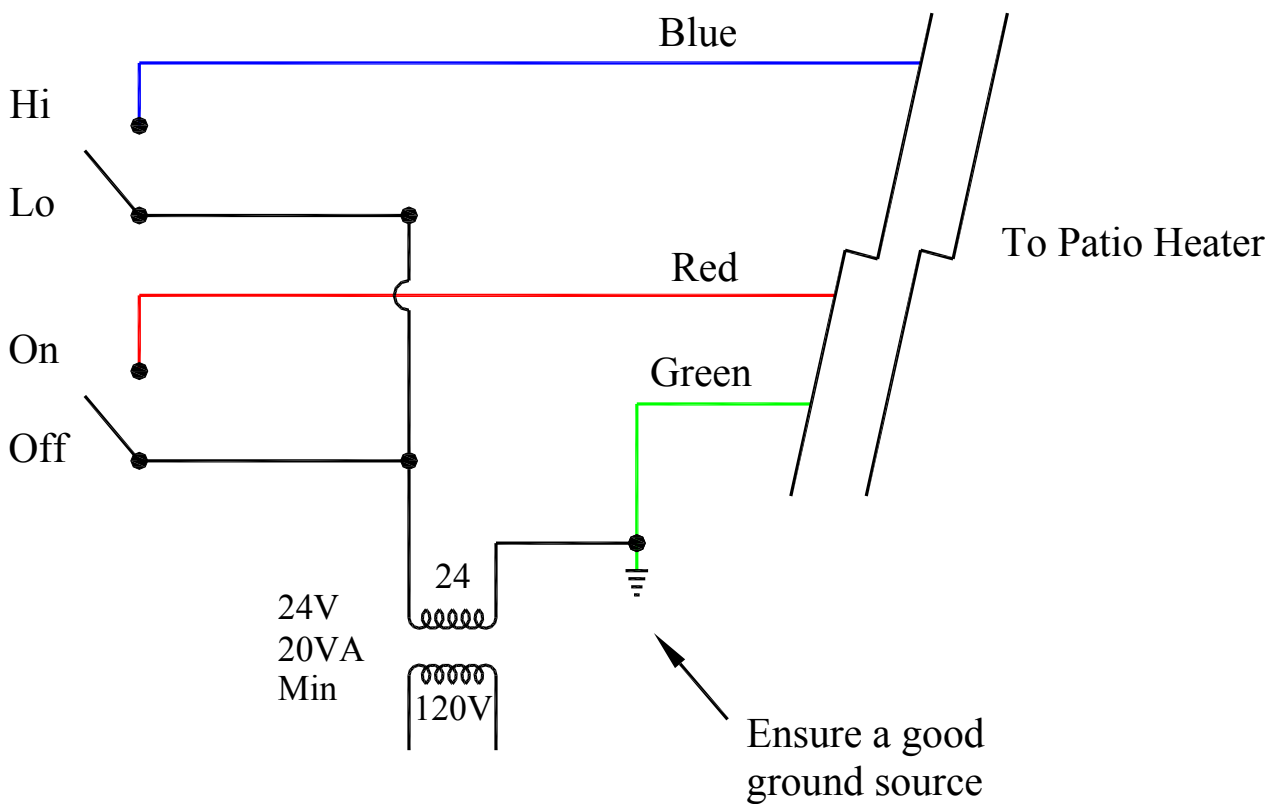 Blue
Hi
Lo
To Patio Heater
Red
On
Green
Off
24
24V
20VA
Min
120V
Ensure a good
ground source